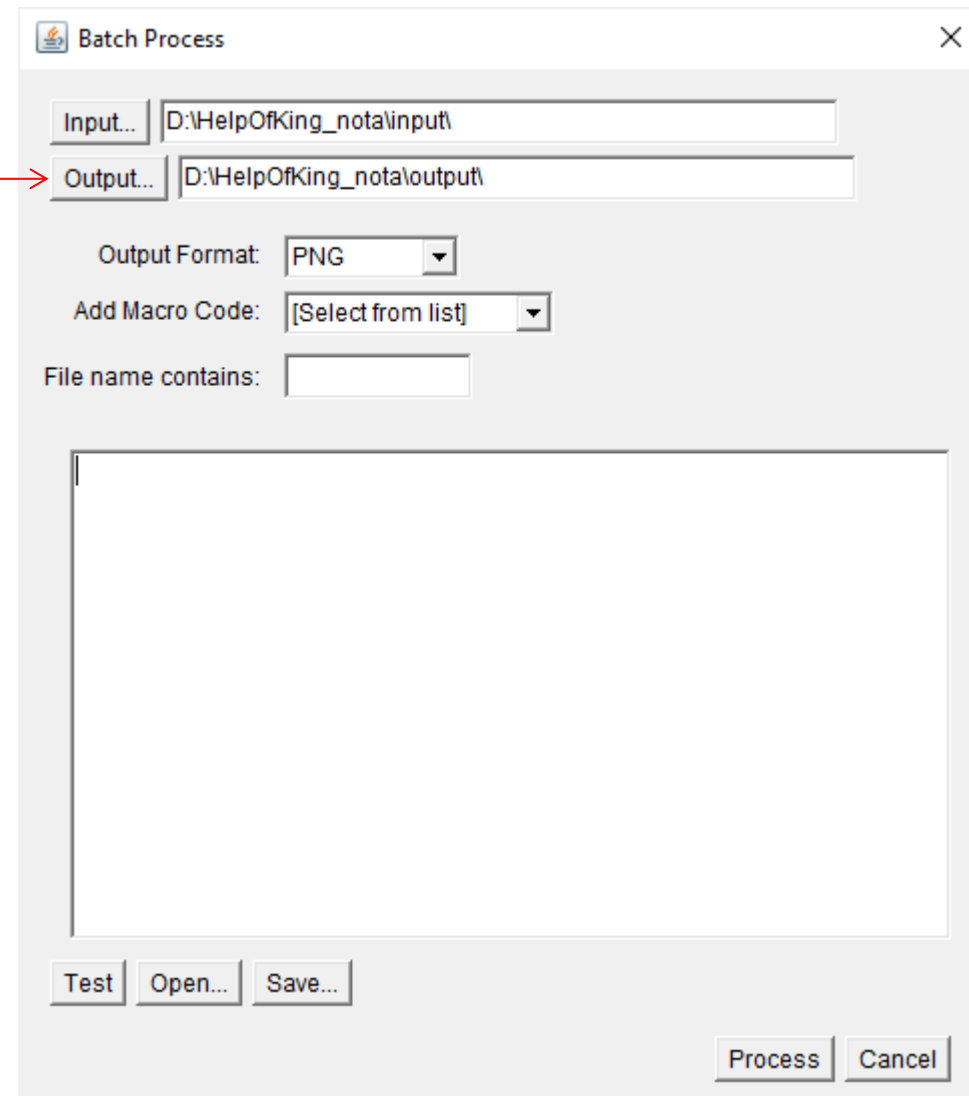 Batch Process
Input... D:\HelpOfKing_nota\input\
Output... D:\HelpOfKing_nota\output\
Output Format: PNG
Add Macro Code: [Select from list]
File name contains:
Test Open... Save...
Process Cancel